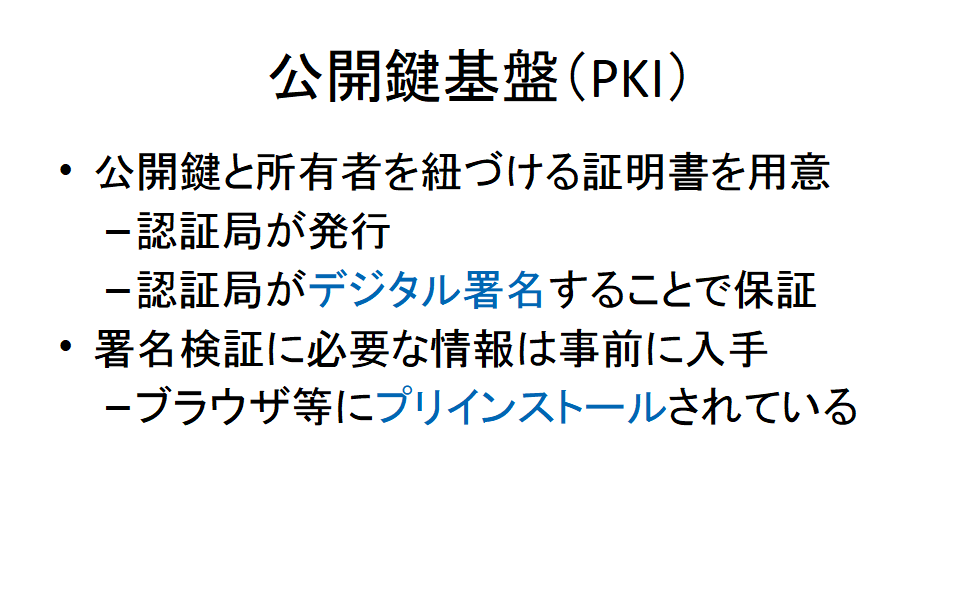 公開鍵基盤（PKI）
• 公開鍵と所有者を紐づける証明書を用意
–認証局が発行
–認証局がデジタル署名することで保証
• 署名検証に必要な情報は事前に入手
–ブラウザ等にプリインストールされている